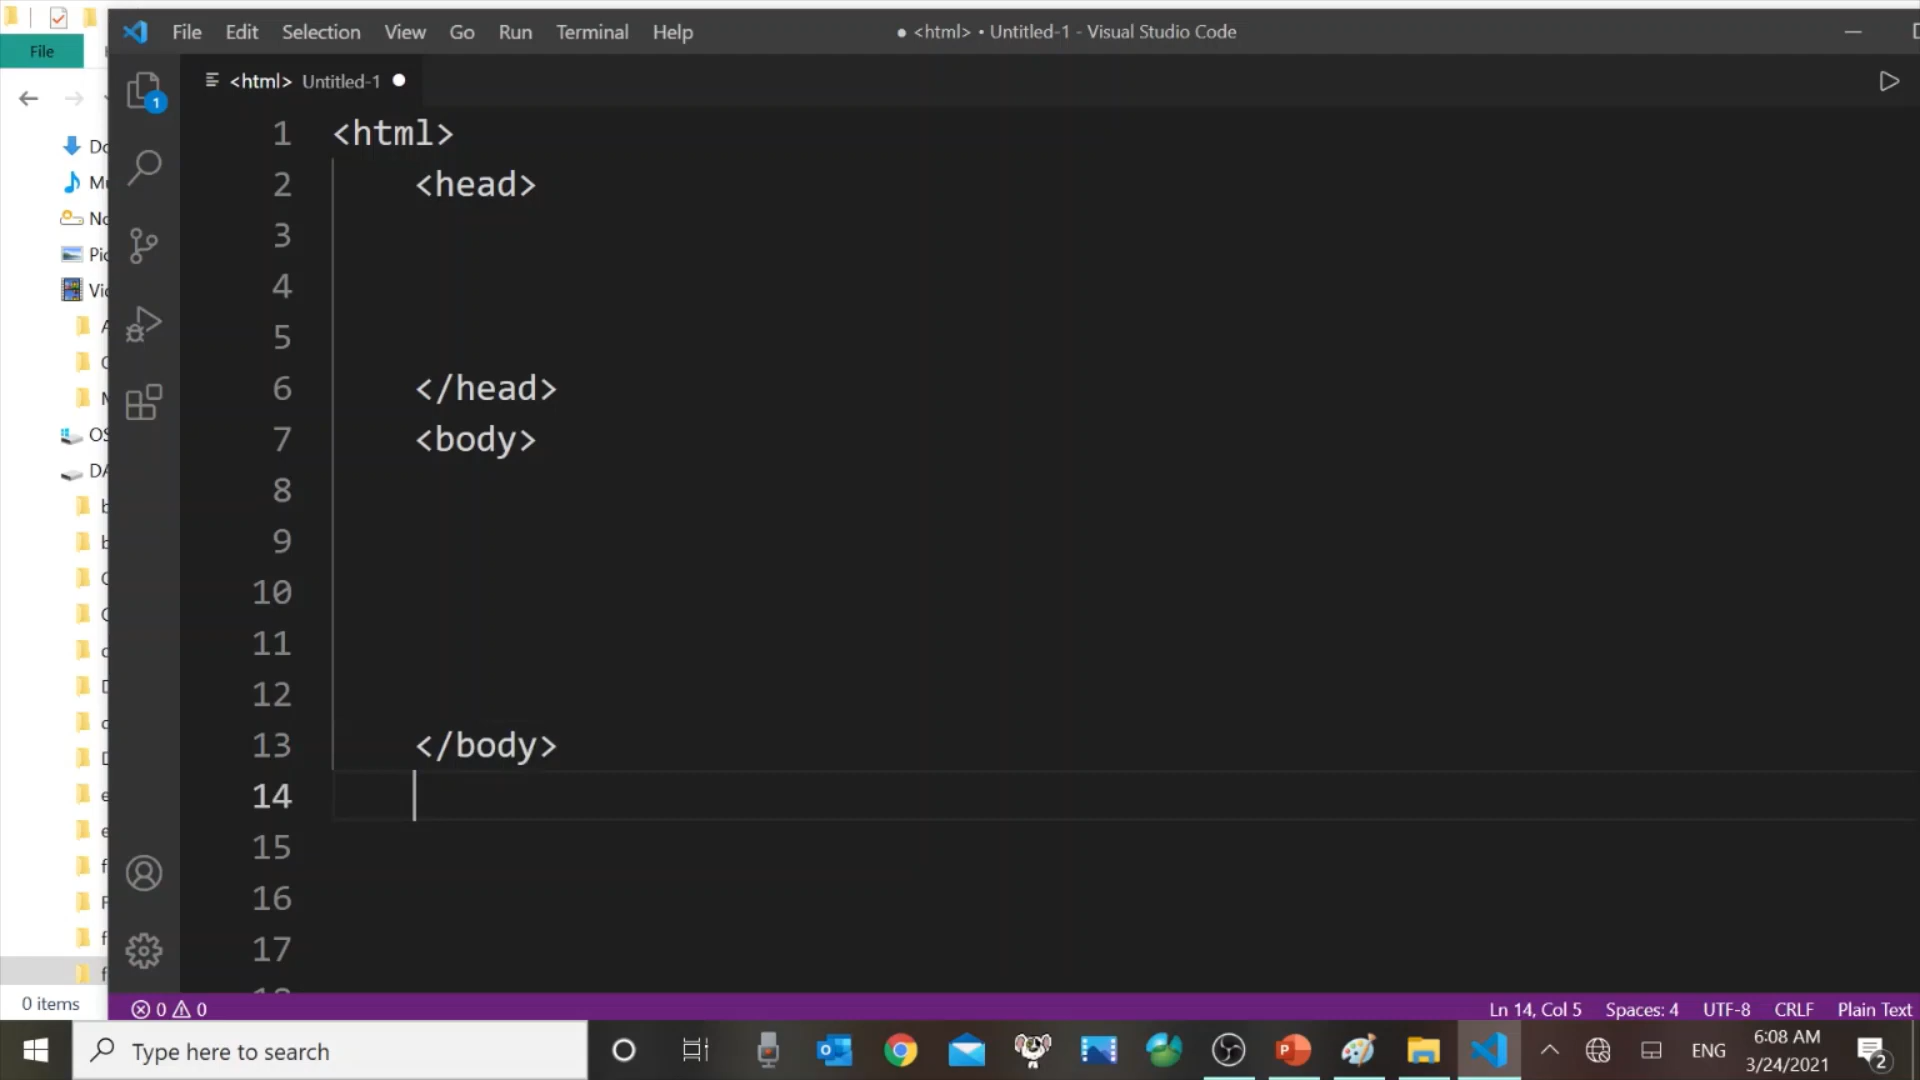 File Edit Selection View Go Run Terminal Help ● <html> • Untitled-1 - Visual Studio Code
File
<html> Untitled-1 ●
1
1 <html>
2 <head>
3
4
5
6 </head>
7 <body>
8
9
10
11
12
13 </body>
14
15
16
17
OS
0 items
0 0
Ln 14, Col 5 Spaces: 4 UTF-8 CRLF Plain Text
Type here to search
ENG
6:08 AM
3/24/2021
2